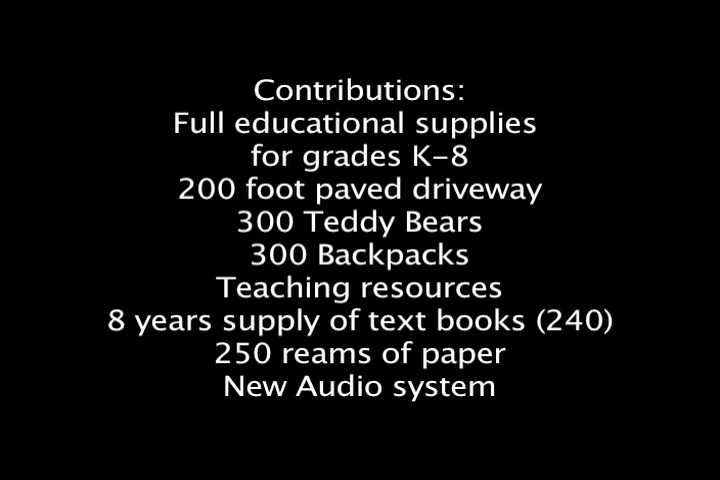 Contributions:
Full educational supplies
for grades K-8
200 foot paved driveway
300 Teddy Bears
300 Backpacks
Teaching resources
8 years supply of text books (240)
250 reams of paper
New Audio system